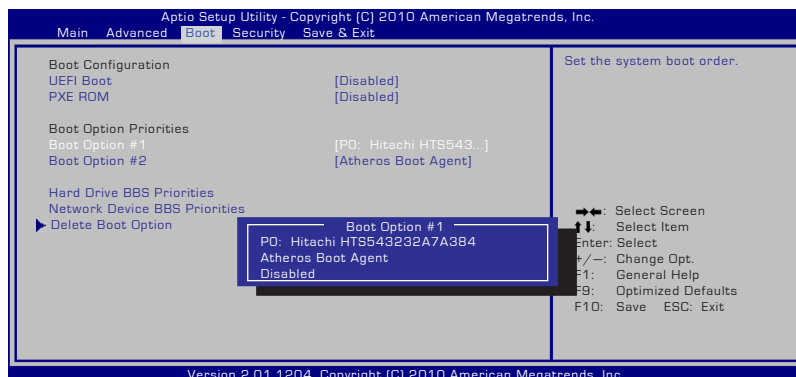 Aptio Setup Utility - Copyright (C) 2010 American Megatrends, Inc.
Main Advanced Boot Security Save & Exit
Boot Configuration
UEFI Boot [Disabled]
PXE ROM [Disabled]
Boot Option Priorities
Boot Option #1 [P0: Hitachi HTS543...]
Boot Option #2 [Atheros Boot Agent]
Hard Drive BBS Priorities
Network Device BBS Priorities
Delete Boot Option
Boot Option #1
P0: Hitachi HTS543232A7A384
Atheros Boot Agent
Disabled
Set the system boot order.
→←: Select Screen
↑↓: Select Item
Enter: Select
+/—: Change Opt.
F1: General Help
F9: Optimized Defaults
F10: Save ESC: Exit
Version 2.01.1204. Copyright (C) 2010 American Megatrends, Inc.